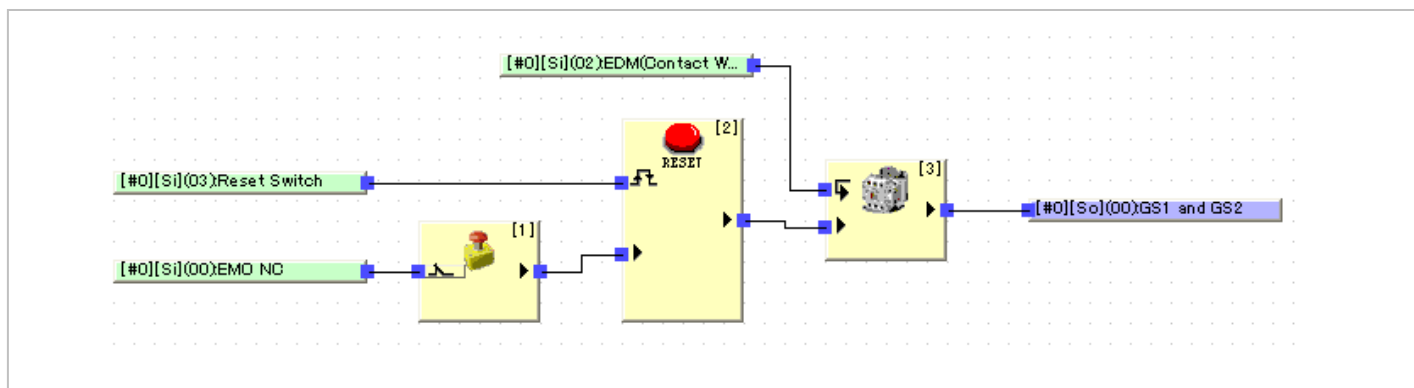 [#0][Si](02):EDM(Contact W...
[2]
RESET
[3]
[#0][Si](03):Reset Switch
[#0][So](00):GS1 and GS2
[1]
[#0][Si](00):EMO NC